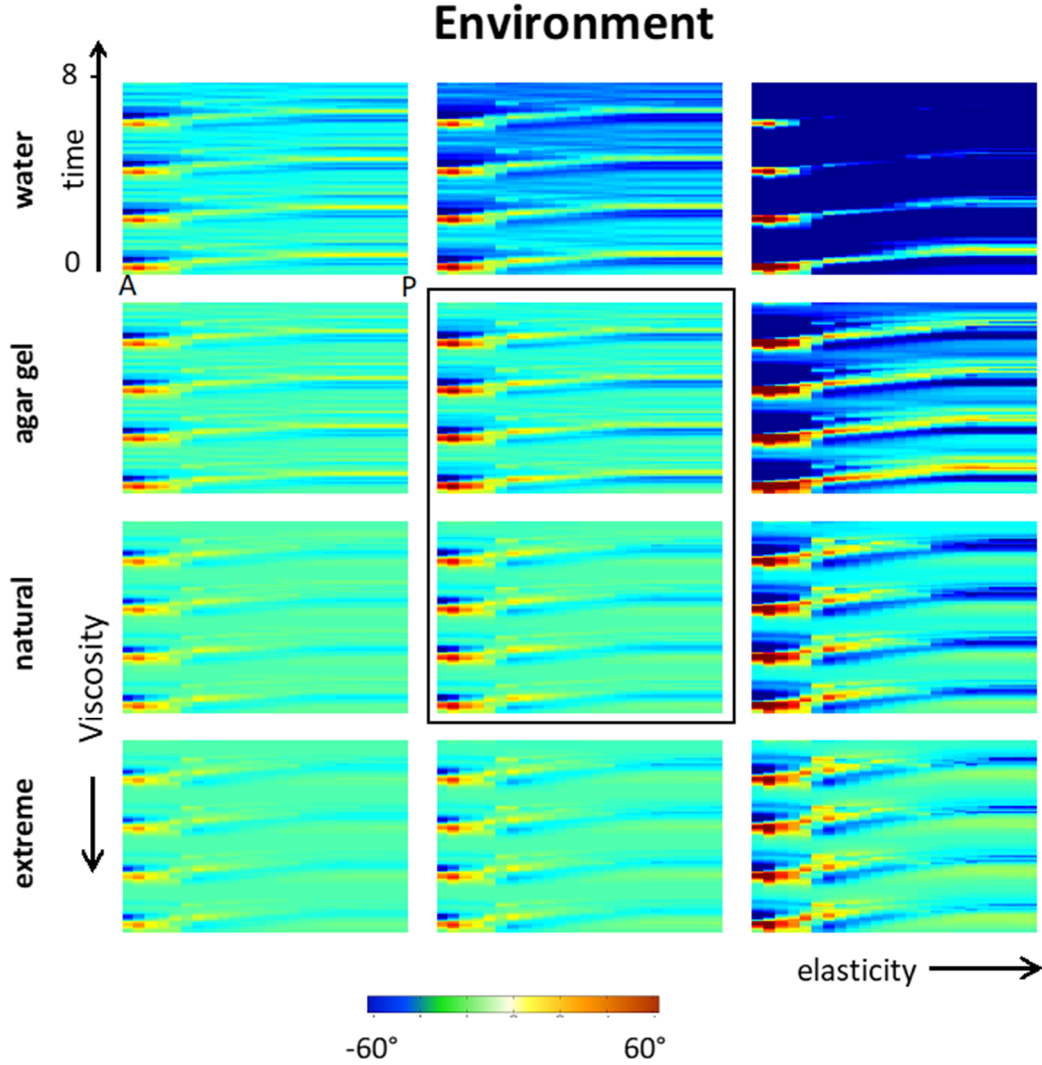 Environment
8
time
0
water
A
P
agar gel
natural
Viscosity
extreme
elasticity
-60°
60°